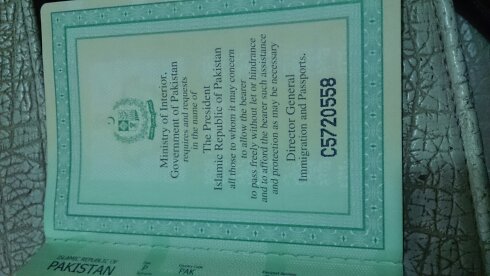 Ministry of Interior,
Government of Pakistan
requires and requests
in the name of
The President
Islamic Republic of Pakistan
all those to whom it may concern
to allow the bearer
to pass freely without let or hindrance
and to afford the bearer such assistance
and protection as may be necessary
Director General
Immigration and Passports.
C5720558
ISLAMIC REPUBLIC OF
PAKISTAN
Type
P
Country Code
PAK